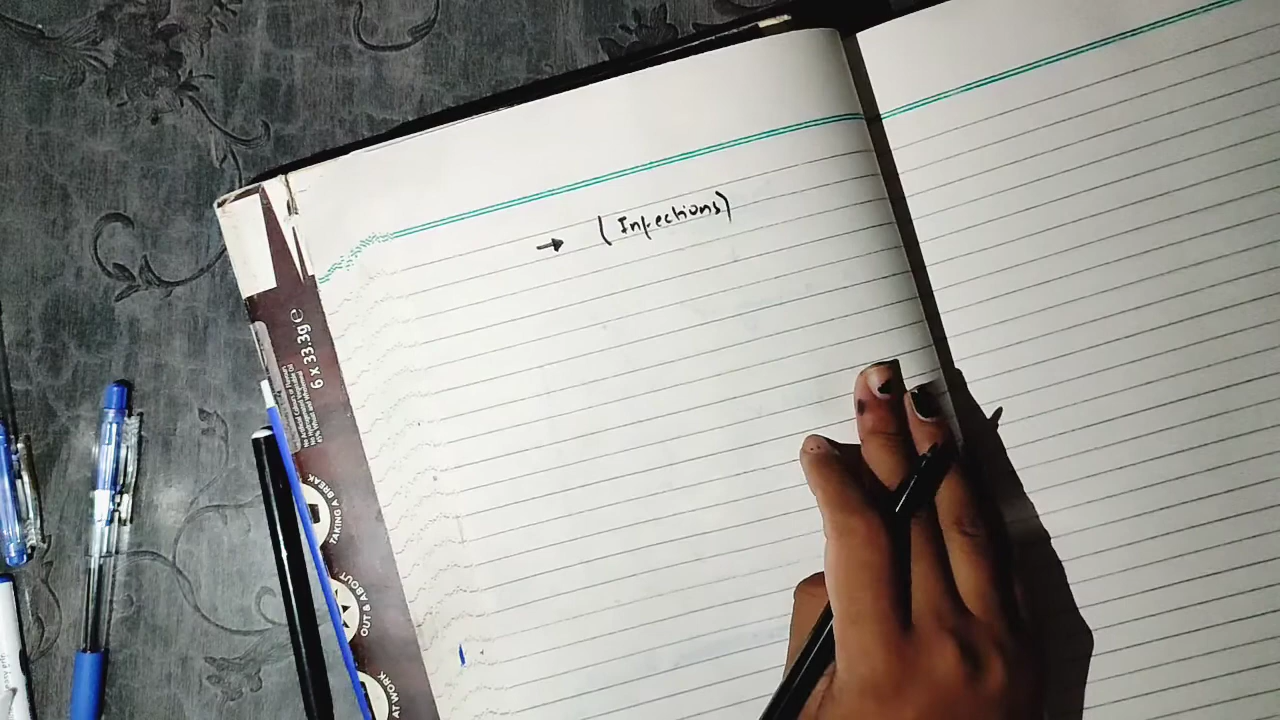 → (Infections)
6 x 33.3g e
TAKING A BREAK
OUT & ABOUT
AT WORK